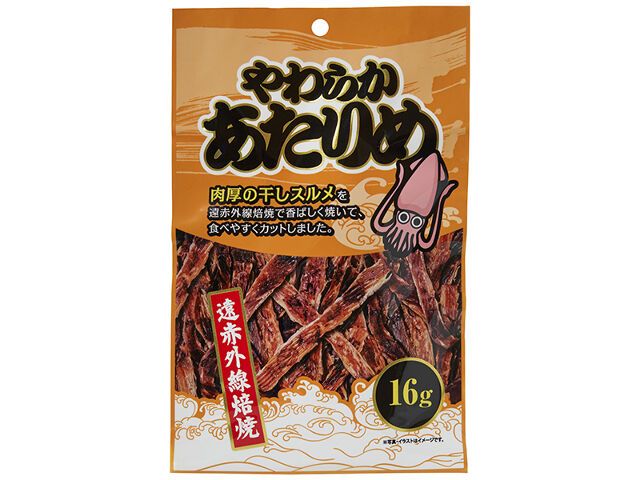 やわらか
あたりめ
肉厚の干しスルメを
遠赤外線焙焼で香ばしく焼いて、
食べやすくカットしました。
遠赤外線焙焼
16g
※写真・イラストはイメージです。